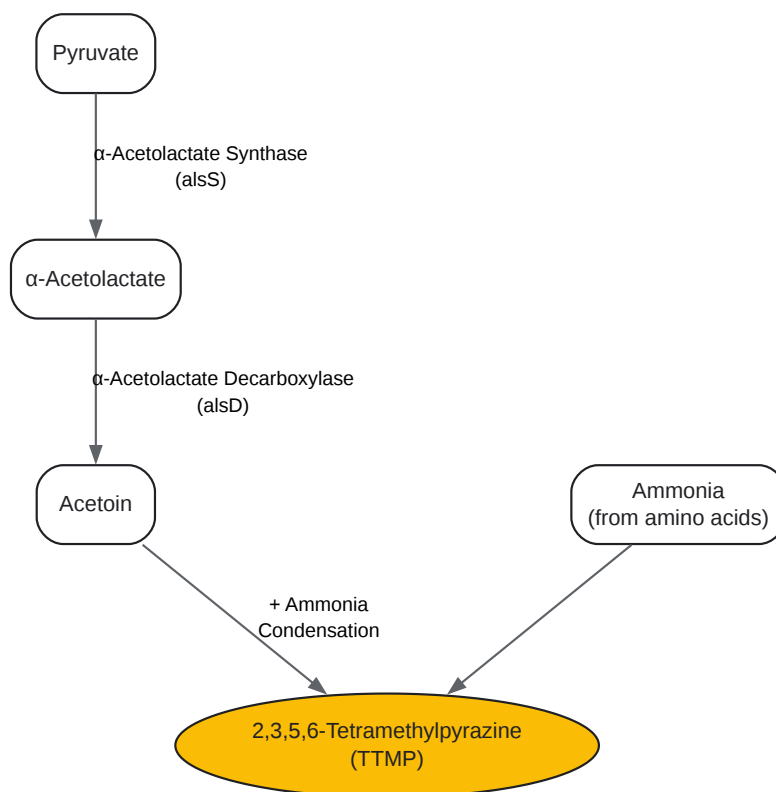 Pyruvate
α-Acetolactate Synthase
(alsS)
α-Acetolactate
α-Acetolactate Decarboxylase
(alsD)
Acetoin
Ammonia
(from amino acids)
+ Ammonia
Condensation
2,3,5,6-Tetramethylpyrazine
(TTMP)